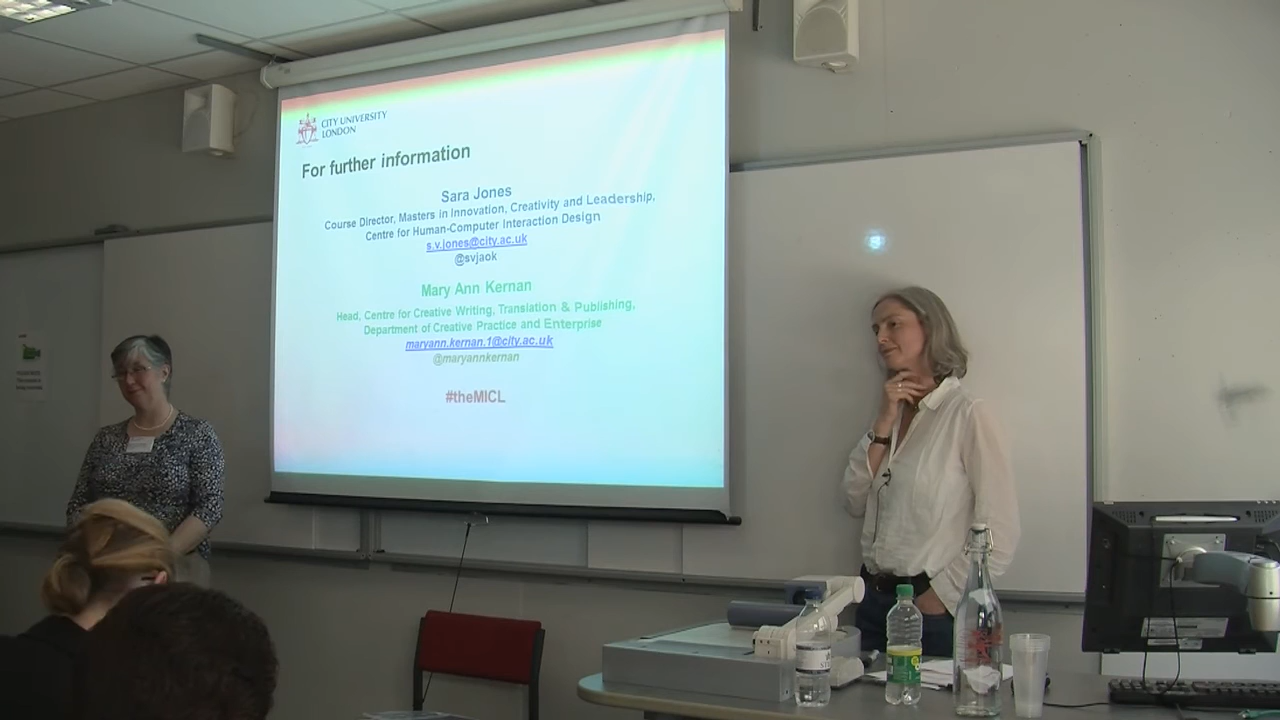 CITY UNIVERSITY
LONDON
For further information
Sara Jones
Course Director, Masters in Innovation, Creativity and Leadership,
Centre for Human-Computer Interaction Design
s.v.jones@city.ac.uk
@svjaok
Mary Ann Kernan
Head, Centre for Creative Writing, Translation & Publishing,
Department of Creative Practice and Enterprise
maryann.kernan.1@city.ac.uk
@maryannkernan
#theMICL